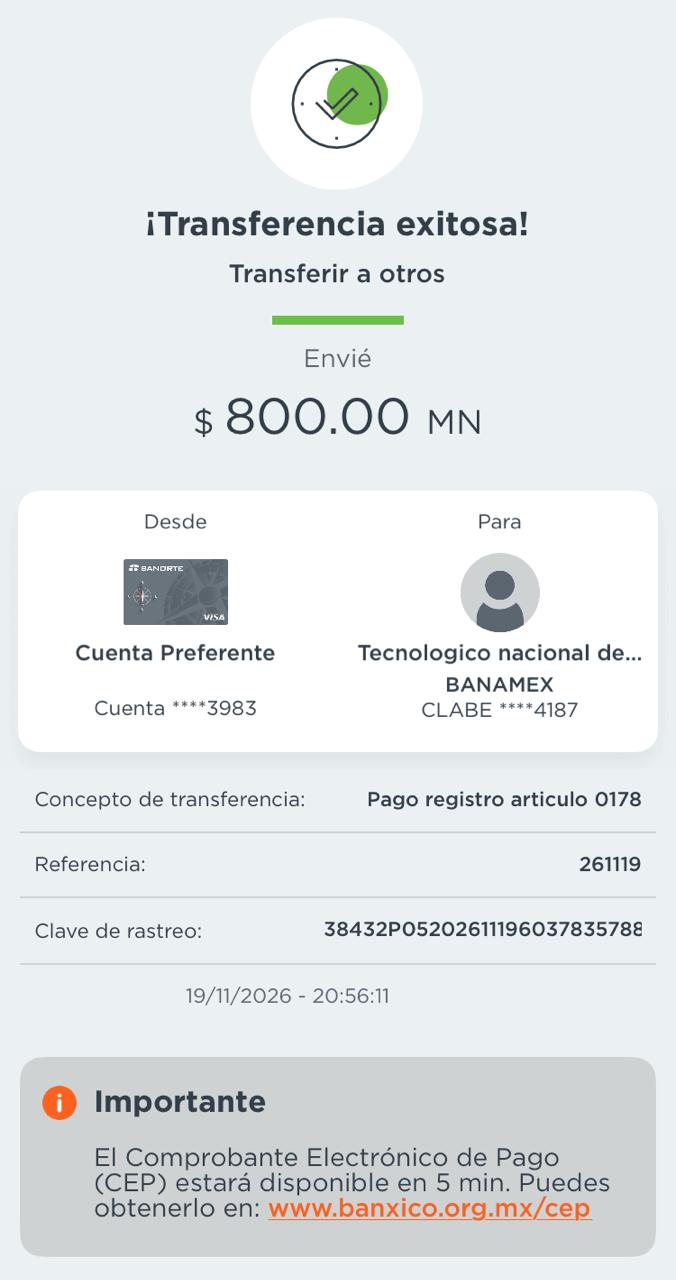 ¡Transferencia exitosa!
Transferir a otros
Envié
$ 800.00 MN
Desde
Para
BANORTE
VISA
Cuenta Preferente
Tecnologico nacional de...
BANAMEX
Cuenta ****3983
CLABE ****4187
Concepto de transferencia: Pago registro articulo 0178
Referencia: 261119
Clave de rastreo: 38432P05202611196037835788
19/11/2026 - 20:56:11
Importante
El Comprobante Electrónico de Pago
(CEP) estará disponible en 5 min. Puedes
obtenerlo en: www.banxico.org.mx/cep